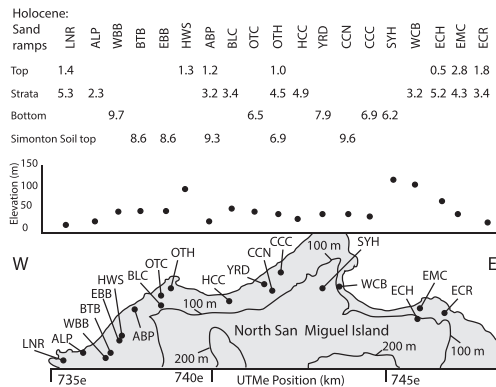 Holocene:
Sand ramps
LNR ALP WBB BTB EBB HWS ABP BLC OTC OTH HCC YRD CCN CCC SYH WCB ECH EMC ECR
Top 1.4 1.3 1.2 1.0 0.5 2.8 1.8
Strata 5.3 2.3 3.2 3.4 4.5 4.9 3.2 5.2 4.3 3.4
Bottom 9.7 6.5 7.9 6.9 6.2
Simonton Soil top 8.6 8.6 9.3 6.9 9.6
Elevation (m)
150
100
50
0
W E
100 m SYH
CCC
CCN
OTH
OTC YRD
BLC HCC WCB EMC
HWS ECH ECR
EBB 100 m
BTB
WBB ABP North San Miguel Island
ALP
LNR 200 m 200 m 100 m
735e 740e UTMe Position (km) 745e